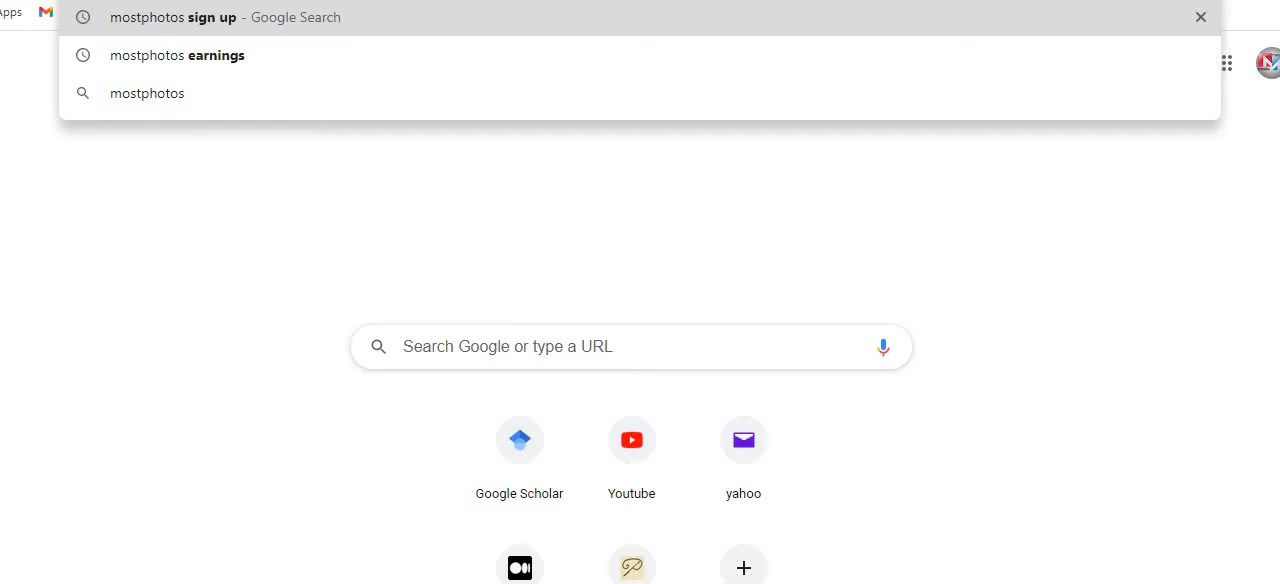 Apps
mostphotos sign up - Google Search
mostphotos earnings
mostphotos
Search Google or type a URL
Google Scholar
Youtube
yahoo